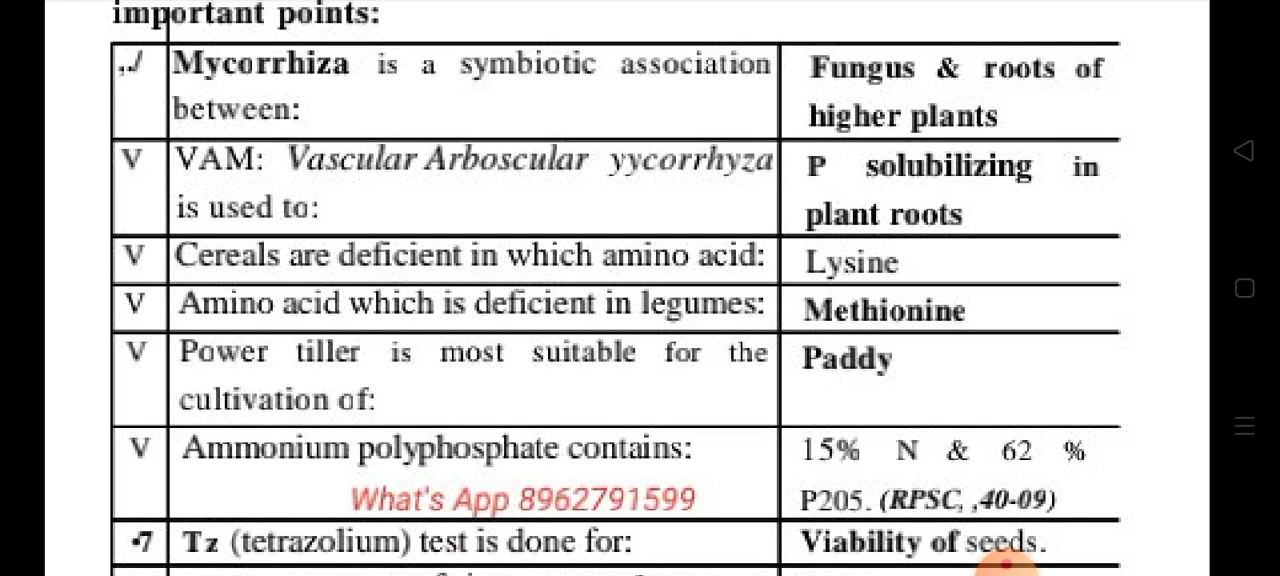 important points:
Mycorrhiza is a symbiotic association
between:
Fungus & roots of
higher plants
V VAM: Vascular Arboscular yycorrhyza
is used to:
P solubilizing in
plant roots
V Cereals are deficient in which amino acid: Lysine
V Amino acid which is deficient in legumes: Methionine
V Power tiller is most suitable for the
cultivation of:
Paddy
V Ammonium polyphosphate contains:
15% N & 62 %
P205. (RPSC, ,40-09)
What's App 8962791599
•7 Tz (tetrazolium) test is done for: Viability of seeds.